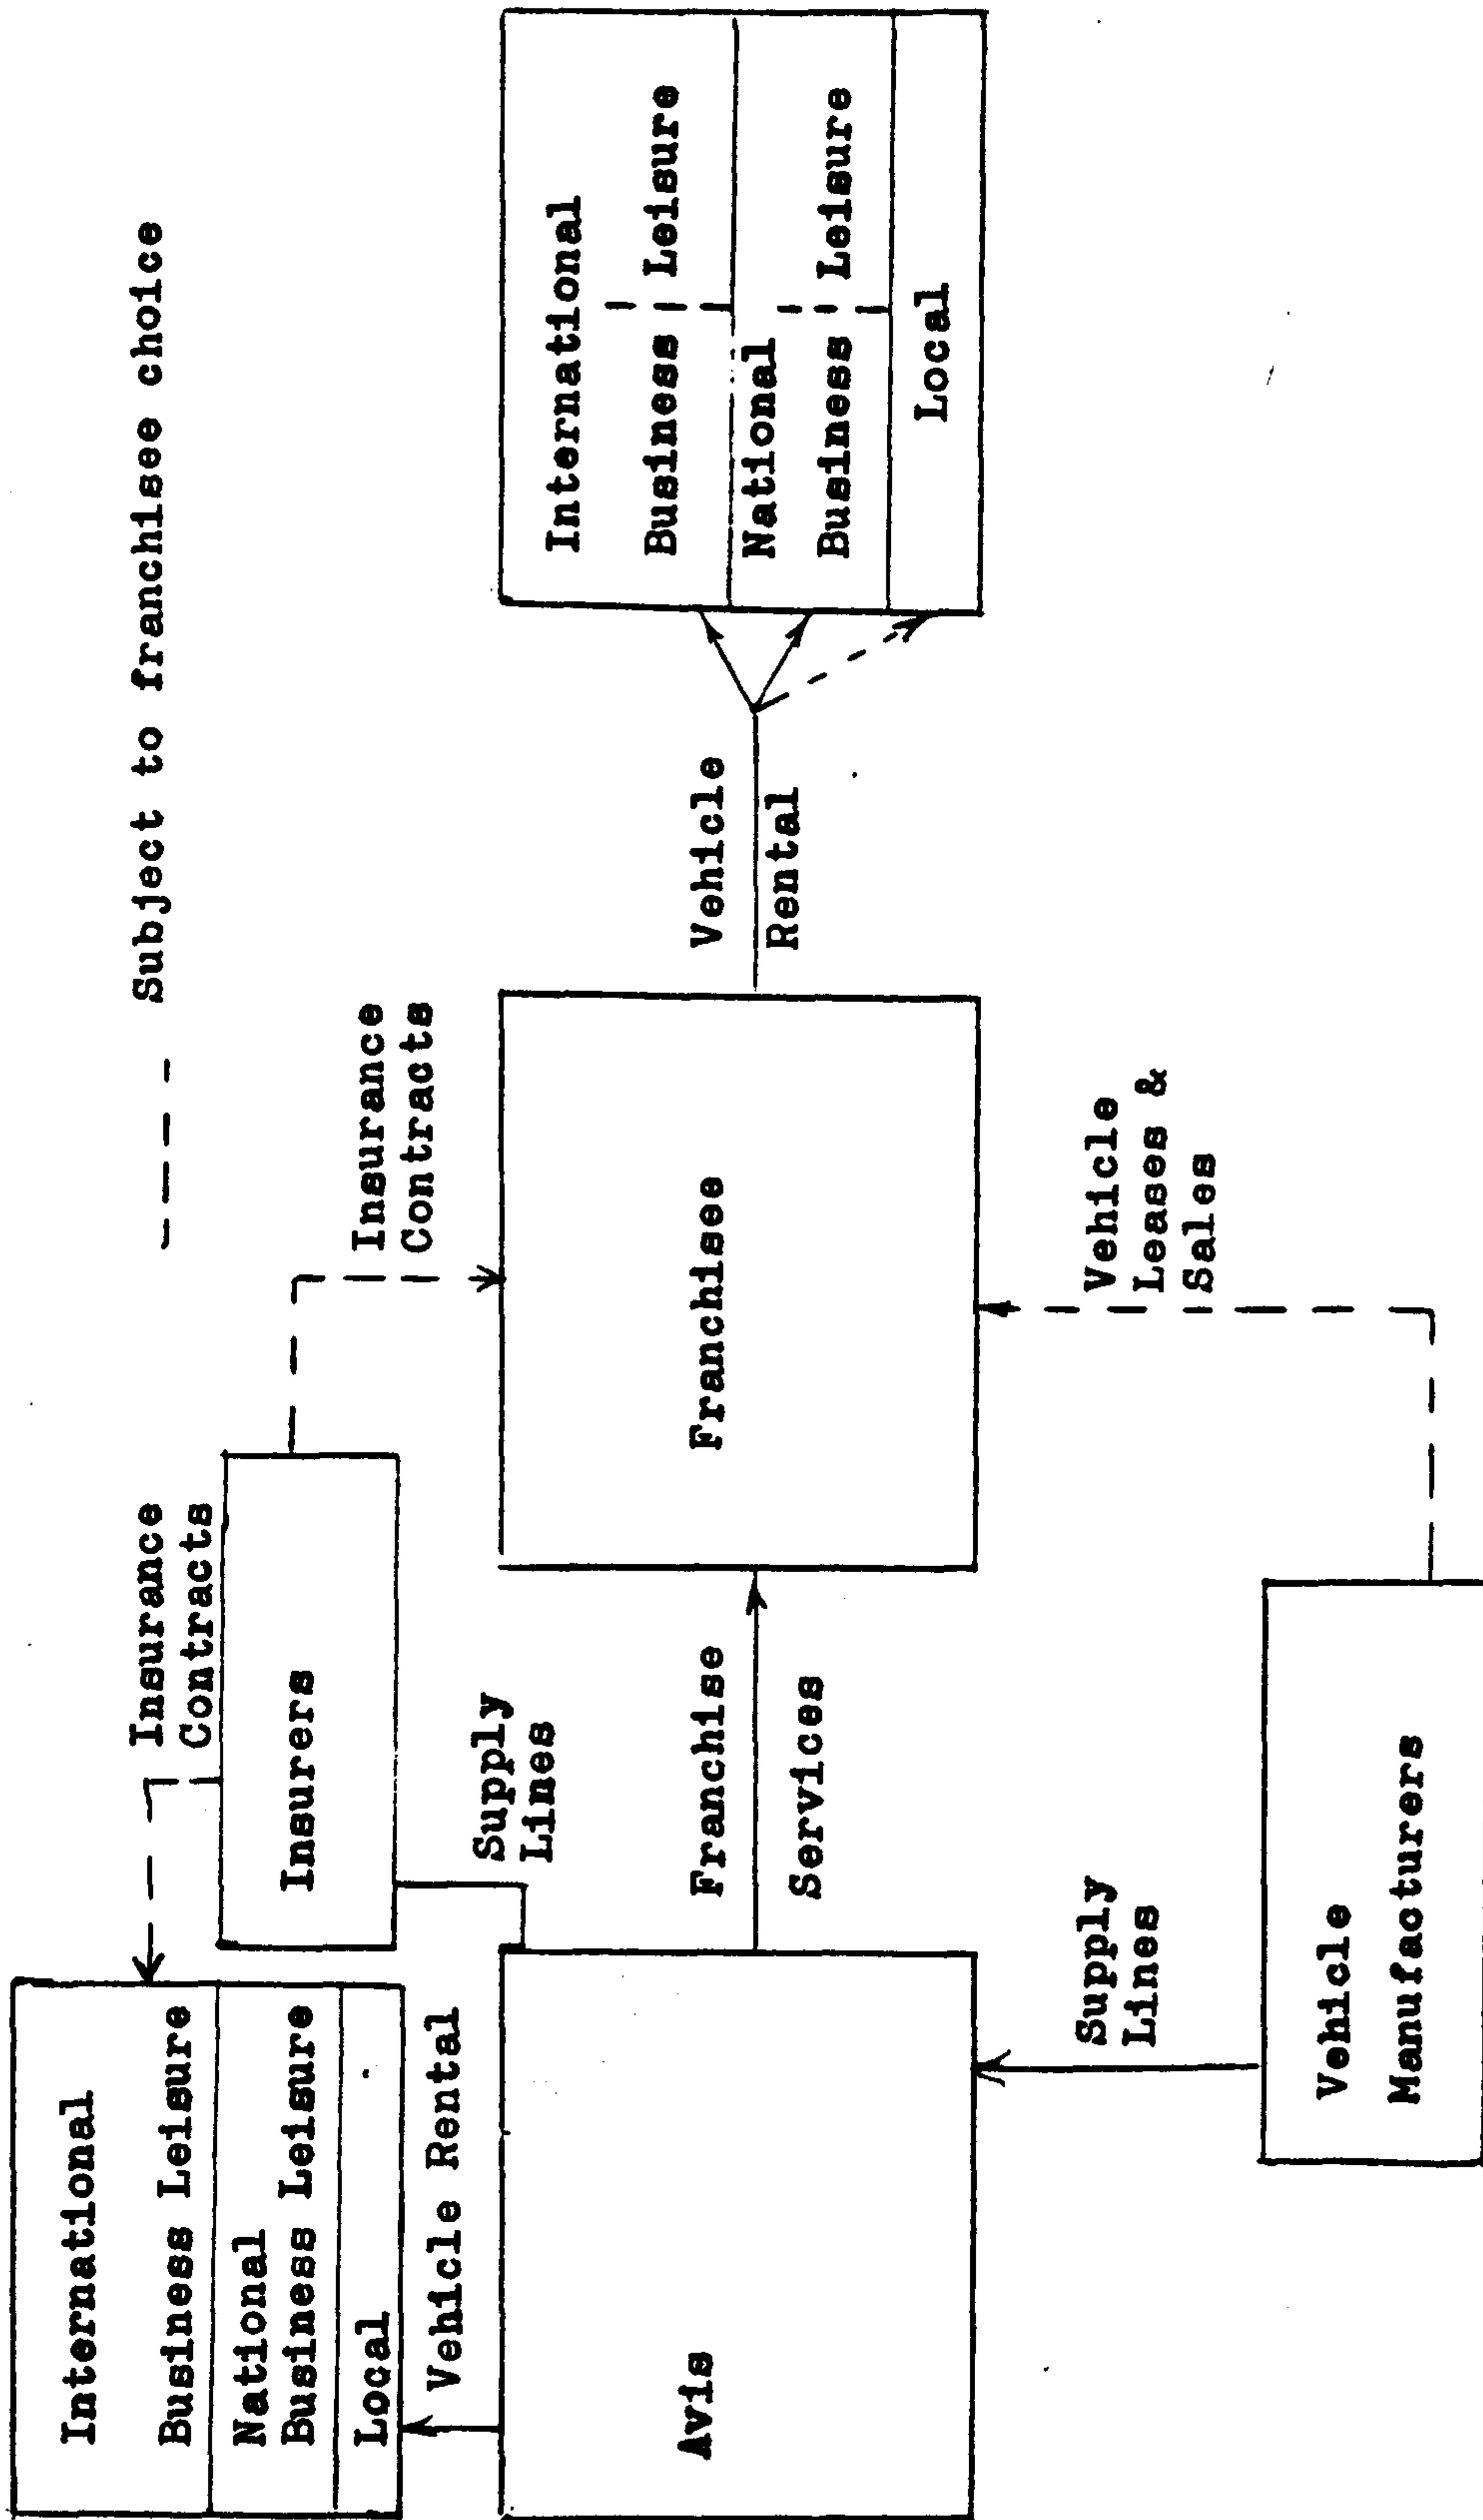 ---- Subject to franchisee choice
International
Business Leisure
National
Business Leisure
Local
Insurance
Contracts
Insurers
Insurance
Contracts
Vehicle Rental
Supply
Lines
Avis
Franchise
Services
Franchisee
Vehicle
Rental
International
Business Leisure
National
Business Leisure
Local
Supply
Lines
Vehicle
Leases &
Sales
Vehicle
Manufacturers